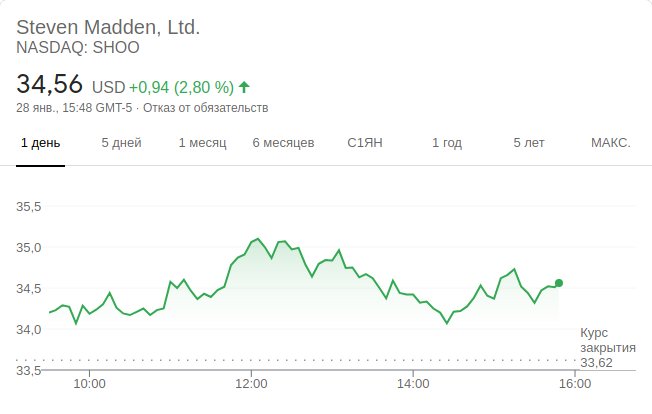 Steven Madden, Ltd.
NASDAQ: SHOO
34,56 USD +0,94 (2,80 %)
28 янв., 15:48 GMT-5 · Отказ от обязательств
1 день 5 дней 1 месяц 6 месяцев С1ЯН 1 год 5 лет МАКС.
35,5
35,0
34,5
34,0
Курс
закрытия
33,62
33,5
10:00 12:00 14:00 16:00